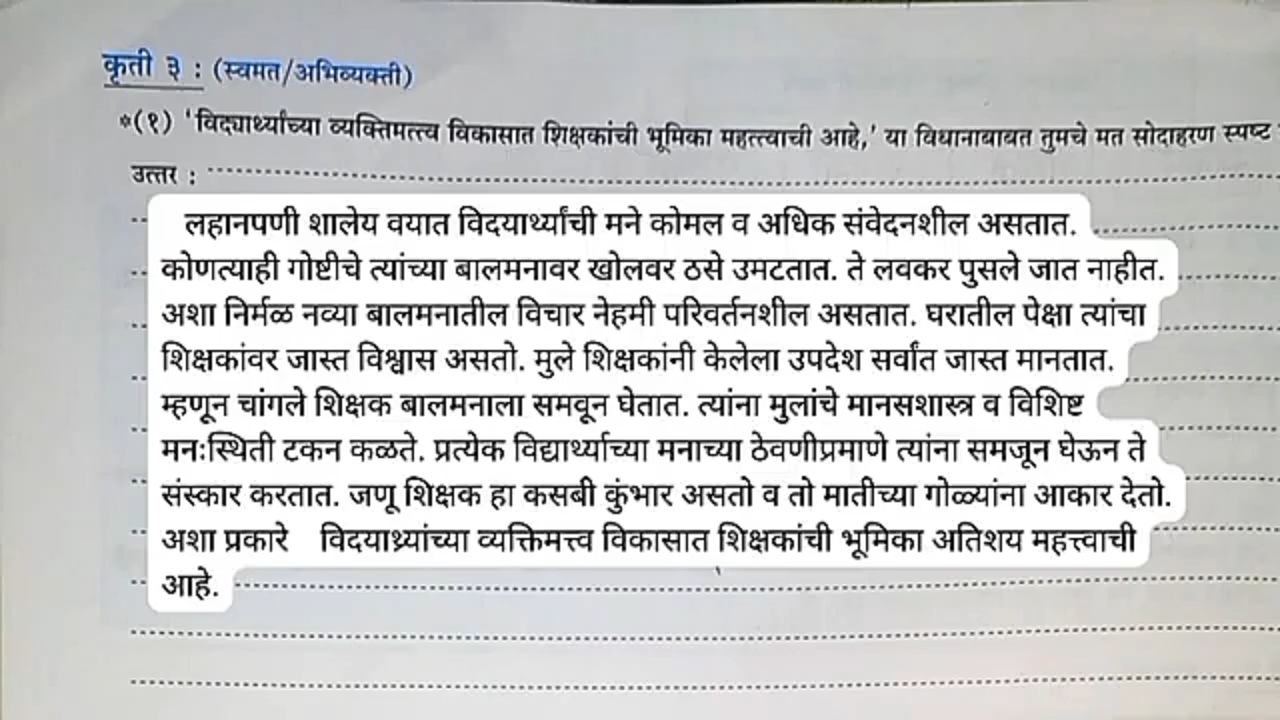 कृती ३ : (स्वमत/अभिव्यक्ती)
*(१) 'विद्यार्थ्यांच्या व्यक्तिमत्त्व विकासात शिक्षकांची भूमिका महत्त्वाची आहे,' या विधानाबाबत तुमचे मत सोदाहरण स्पष्ट
उत्तर :
लहानपणी शालेय वयात विदयार्थ्यांची मने कोमल व अधिक संवेदनशील असतात.
कोणत्याही गोष्टीचे त्यांच्या बालमनावर खोलवर ठसे उमटतात. ते लवकर पुसले जात नाहीत.
अशा निर्मळ नव्या बालमनातील विचार नेहमी परिवर्तनशील असतात. घरातील पेक्षा त्यांचा
शिक्षकांवर जास्त विश्वास असतो. मुले शिक्षकांनी केलेला उपदेश सर्वांत जास्त मानतात.
म्हणून चांगले शिक्षक बालमनाला समवून घेतात. त्यांना मुलांचे मानसशास्त्र व विशिष्ट
मनःस्थिती टकन कळते. प्रत्येक विद्यार्थ्याच्या मनाच्या ठेवणीप्रमाणे त्यांना समजून घेऊन ते
संस्कार करतात. जणू शिक्षक हा कसबी कुंभार असतो व तो मातीच्या गोळ्यांना आकार देतो.
अशा प्रकारे विदयाथ्र्यांच्या व्यक्तिमत्त्व विकासात शिक्षकांची भूमिका अतिशय महत्त्वाची
आहे.